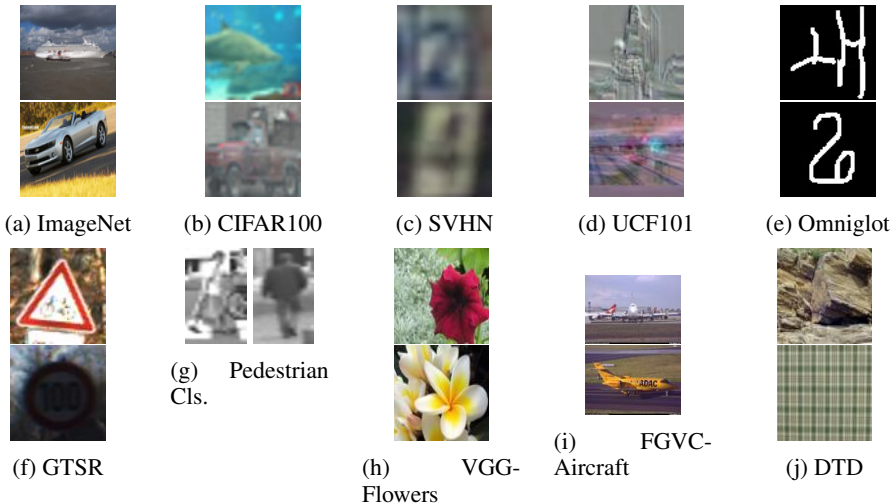 (a) ImageNet
(b) CIFAR100
(c) SVHN
(d) UCF101
(e) Omniglot
100
ADAC
(g) Pedestrian
Cls.
(f) GTSR
(h) VGG-
Flowers
(i) FGVC-
Aircraft
(j) DTD